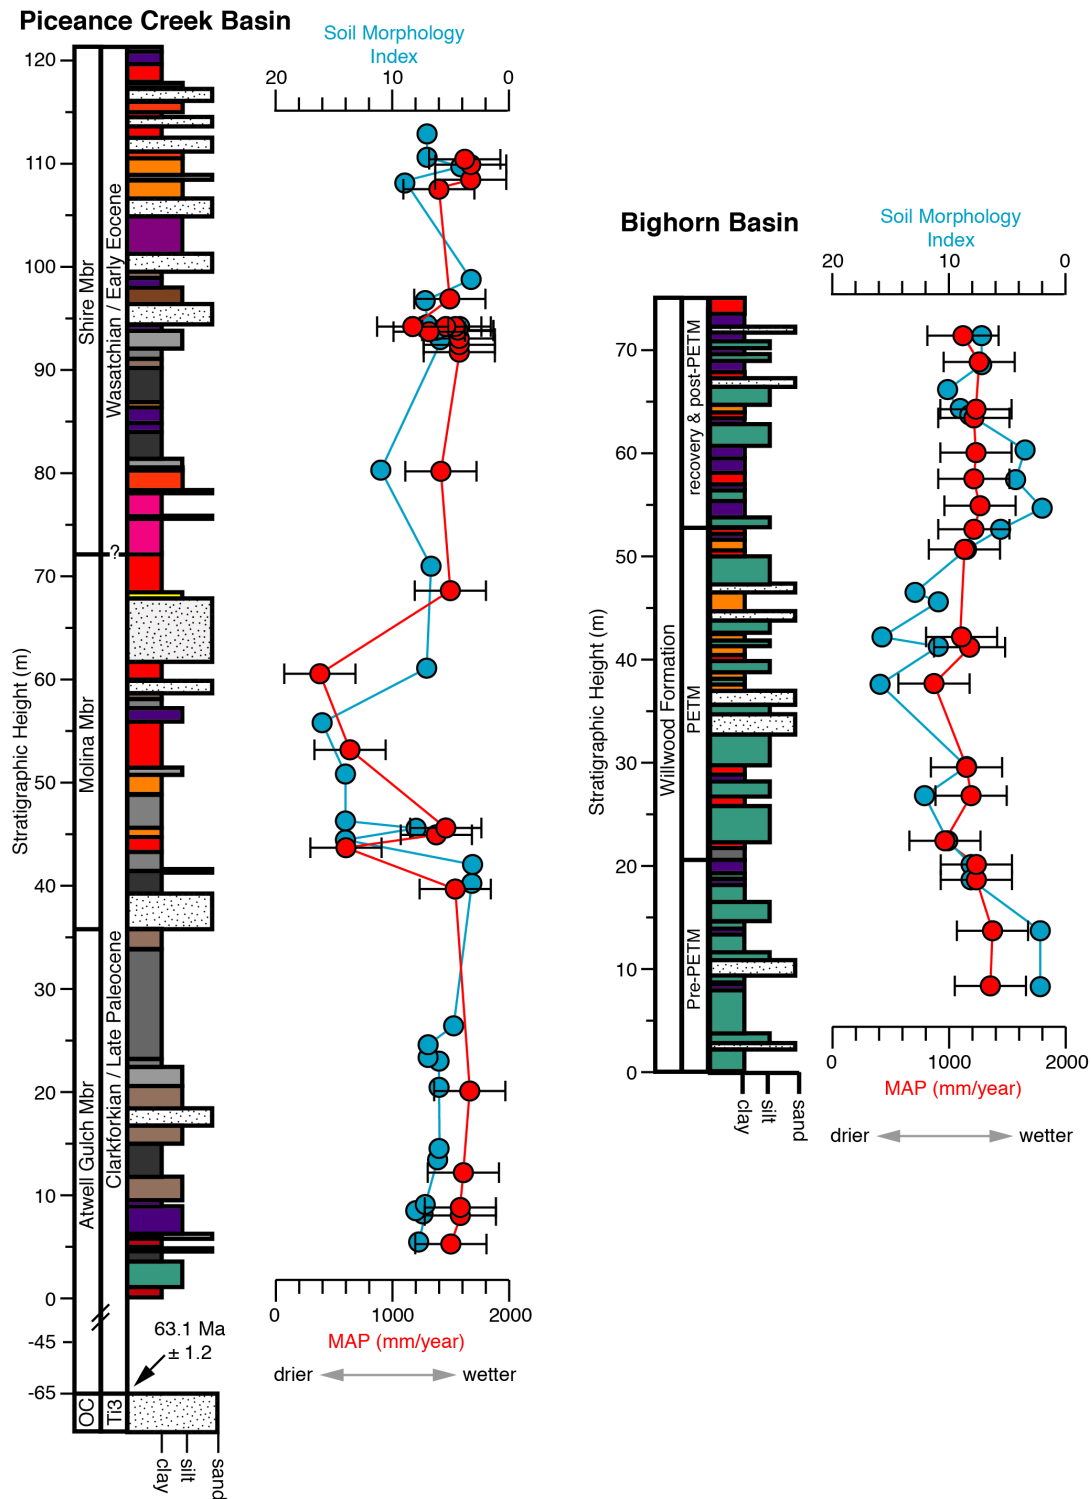 Piceance Creek Basin
Soil Morphology
Index
20 10 0
120
110
100
90
80
70
60
50
40
30
20
10
0
-45
-65
Stratigraphic Height (m)
Shire Mbr
Molina Mbr
Atwell Gulch Mbr
OC
Wasatchian / Early Eocene
?
Clarkforkian / Late Paleocene
Ti3
63.1 Ma
± 1.2
clay
silt
sand
0 1000 2000
MAP (mm/year)
drier wetter
Bighorn Basin
Soil Morphology
Index
20 10 0
70
60
50
40
30
20
10
0
Stratigraphic Height (m)
Willwood Formation
recovery & post-PETM
PETM
Pre-PETM
clay
silt
sand
0 1000 2000
MAP (mm/year)
drier wetter